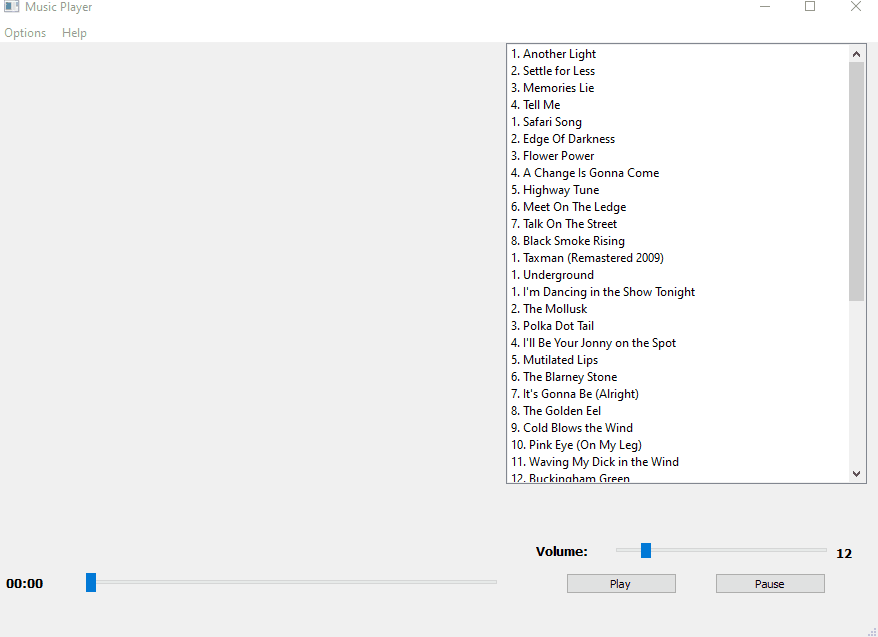 Music Player
Options Help
1. Another Light
2. Settle for Less
3. Memories Lie
4. Tell Me
1. Safari Song
2. Edge Of Darkness
3. Flower Power
4. A Change Is Gonna Come
5. Highway Tune
6. Meet On The Ledge
7. Talk On The Street
8. Black Smoke Rising
1. Taxman (Remastered 2009)
1. Underground
1. I'm Dancing in the Show Tonight
2. The Mollusk
3. Polka Dot Tail
4. I'll Be Your Jonny on the Spot
5. Mutilated Lips
6. The Blarney Stone
7. It's Gonna Be (Alright)
8. The Golden Eel
9. Cold Blows the Wind
10. Pink Eye (On My Leg)
11. Waving My Dick in the Wind
12. Buckingham Green
Volume: 12
00:00 Play Pause